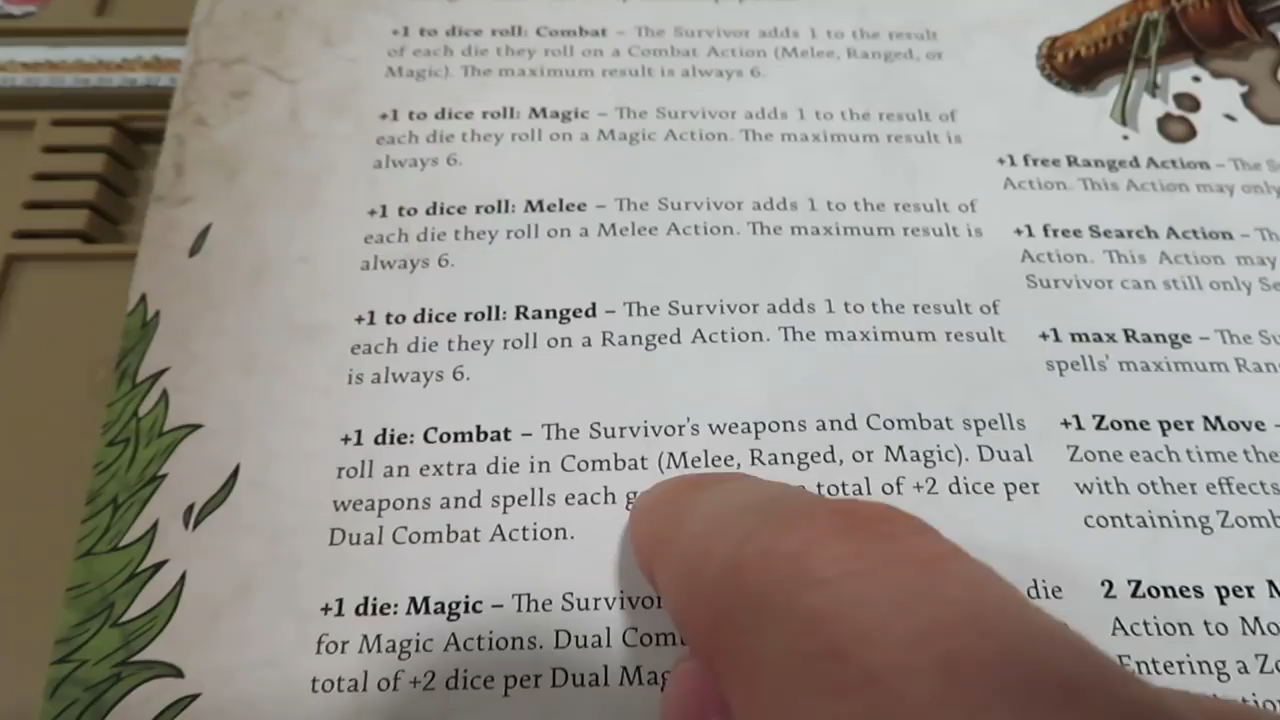 +1 to dice roll: Combat – The Survivor adds 1 to the result
of each die they roll on a Combat Action (Melee, Ranged, or
Magic). The maximum result is always 6.
+1 to dice roll: Magic – The Survivor adds 1 to the result of
each die they roll on a Magic Action. The maximum result is
always 6.
+1 to dice roll: Melee – The Survivor adds 1 to the result of
each die they roll on a Melee Action. The maximum result is
always 6.
+1 to dice roll: Ranged – The Survivor adds 1 to the result of
each die they roll on a Ranged Action. The maximum result
is always 6.
+1 die: Combat – The Survivor's weapons and Combat spells
roll an extra die in Combat (Melee, Ranged, or Magic). Dual
weapons and spells each total of +2 dice per
Dual Combat Action.
+1 die: Magic – The Survivor
for Magic Actions. Dual
total of +2 dice per Dual
die
+1 free Ranged Action – The
Action. This Action may only
+1 free Search Action –
Action. This Action may
Survivor can still only
+1 max Range – The
spells' maximum
+1 Zone per Move –
Zone each time
with other effects
containing
2 Zones per
Action to
Entering a